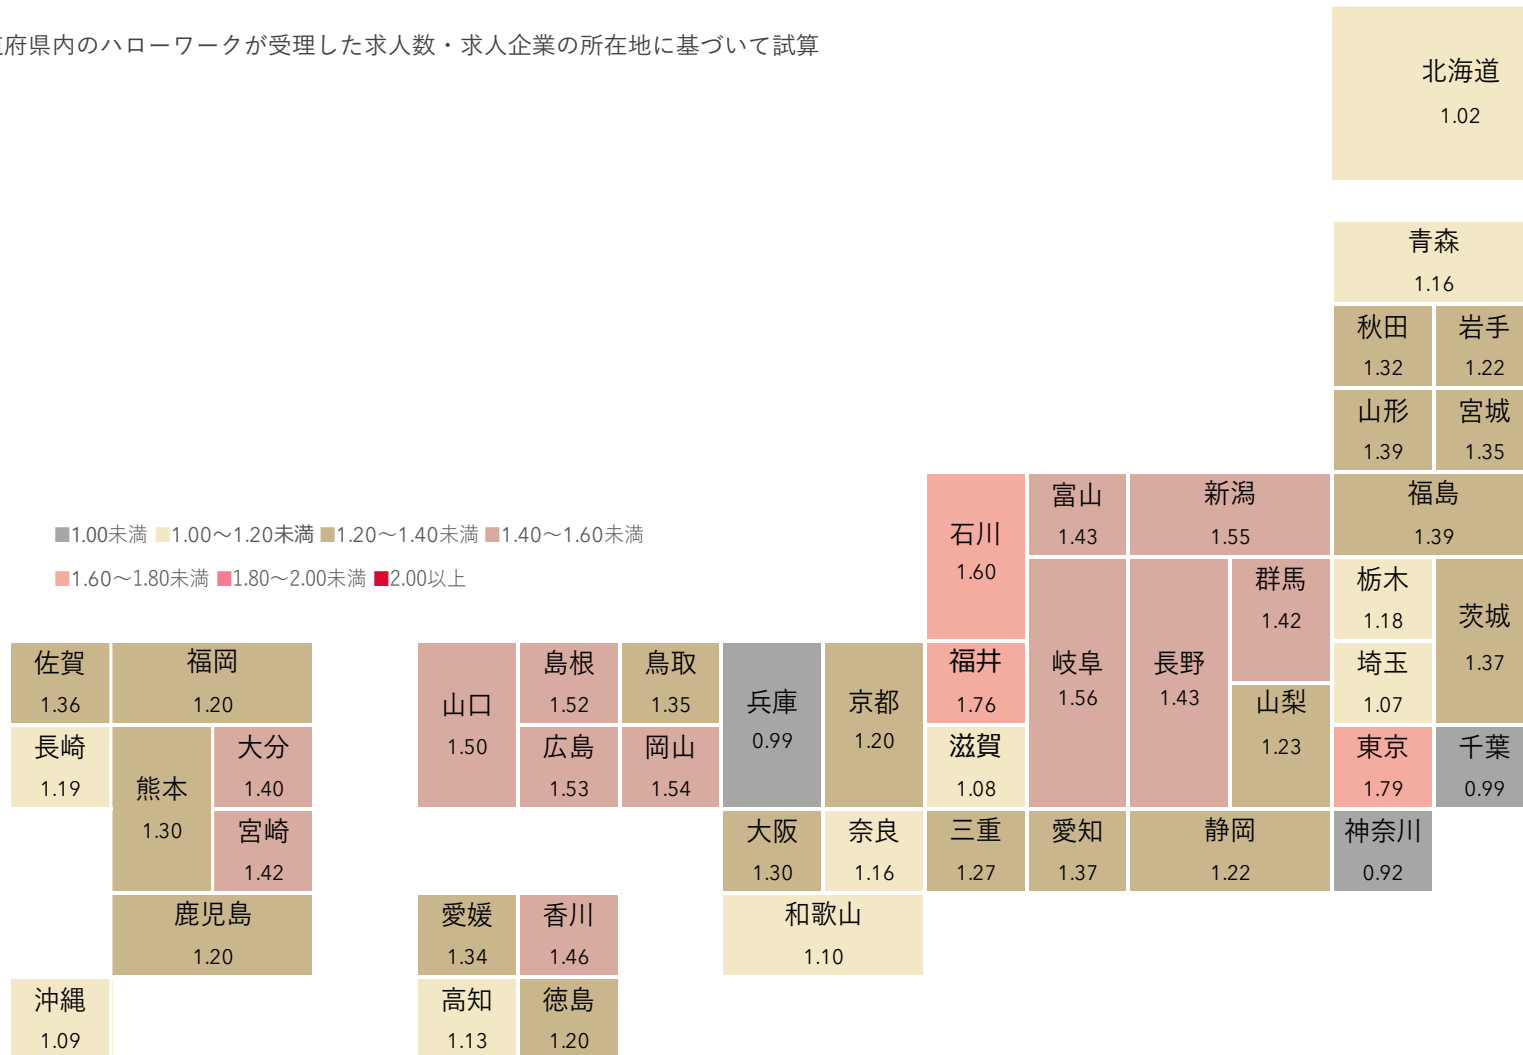 府県内のハローワークが受理した求人数・求人企業の所在地に基づいて試算
北海道
1.02
青森
1.16
秋田 岩手
1.32 1.22
山形 宮城
1.39 1.35
石川
1.60
富山
1.43
新潟
1.55
福島
1.39
■1.00未満 ■1.00～1.20未満 ■1.20～1.40未満 ■1.40～1.60未満
■1.60～1.80未満 ■1.80～2.00未満 ■2.00以上
群馬
1.42
栃木
1.18
茨城
1.37
佐賀
1.36
福岡
1.20
山口
1.50
島根
1.52
鳥取
1.35
兵庫
0.99
京都
1.20
福井
1.76
岐阜
1.56
長野
1.43
山梨
1.23
埼玉
1.07
長崎
1.19
熊本
1.30
大分
1.40
広島
1.53
岡山
1.54
滋賀
1.08
東京
1.79
千葉
0.99
宮崎
1.42
大阪
1.30
奈良
1.16
三重
1.27
愛知
1.37
静岡
1.22
神奈川
0.92
鹿児島
1.20
愛媛
1.34
香川
1.46
和歌山
1.10
沖縄
1.09
高知
1.13
徳島
1.20